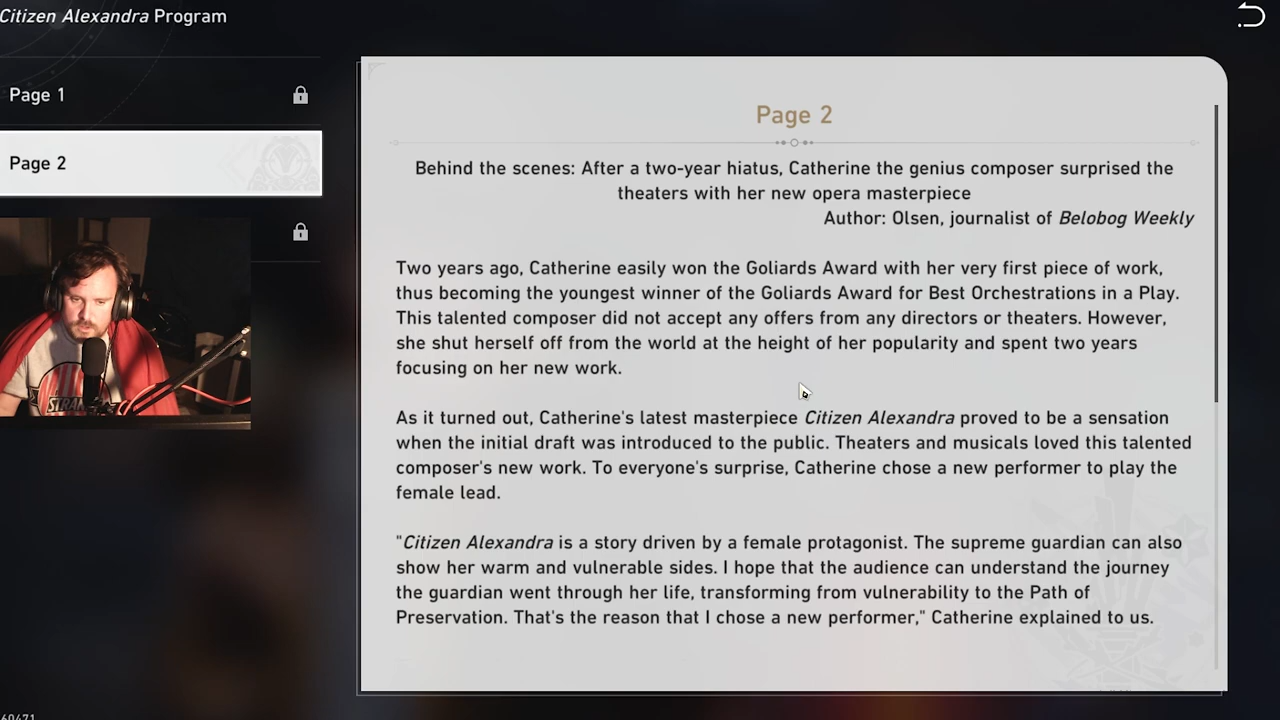 Citizen Alexandra Program
Page 1
Page 2
Page 2
Behind the scenes: After a two-year hiatus, Catherine the genius composer surprised the
theaters with her new opera masterpiece
Author: Olsen, journalist of Belobog Weekly
Two years ago, Catherine easily won the Goliards Award with her very first piece of work,
thus becoming the youngest winner of the Goliards Award for Best Orchestrations in a Play.
This talented composer did not accept any offers from any directors or theaters. However,
she shut herself off from the world at the height of her popularity and spent two years
focusing on her new work.
As it turned out, Catherine's latest masterpiece Citizen Alexandra proved to be a sensation
when the initial draft was introduced to the public. Theaters and musicals loved this talented
composer's new work. To everyone's surprise, Catherine chose a new performer to play the
female lead.
"Citizen Alexandra is a story driven by a female protagonist. The supreme guardian can also
show her warm and vulnerable sides. I hope that the audience can understand the journey
the guardian went through her life, transforming from vulnerability to the Path of
Preservation. That's the reason that I chose a new performer," Catherine explained to us.